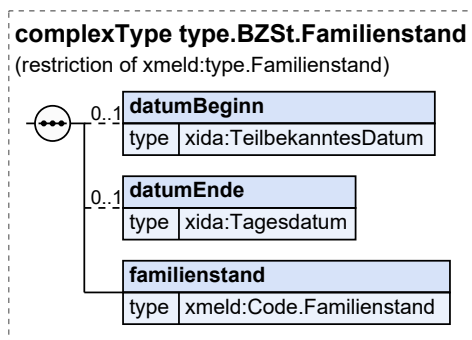 complexType type.BZSt.Familienstand
(restriction of xmeld:type.Familienstand)
0..1
datumBeginn
type xida:TeilbekanntesDatum
0..1
datumEnde
type xida:Tagesdatum
familienstand
type xmeld:Code.Familienstand